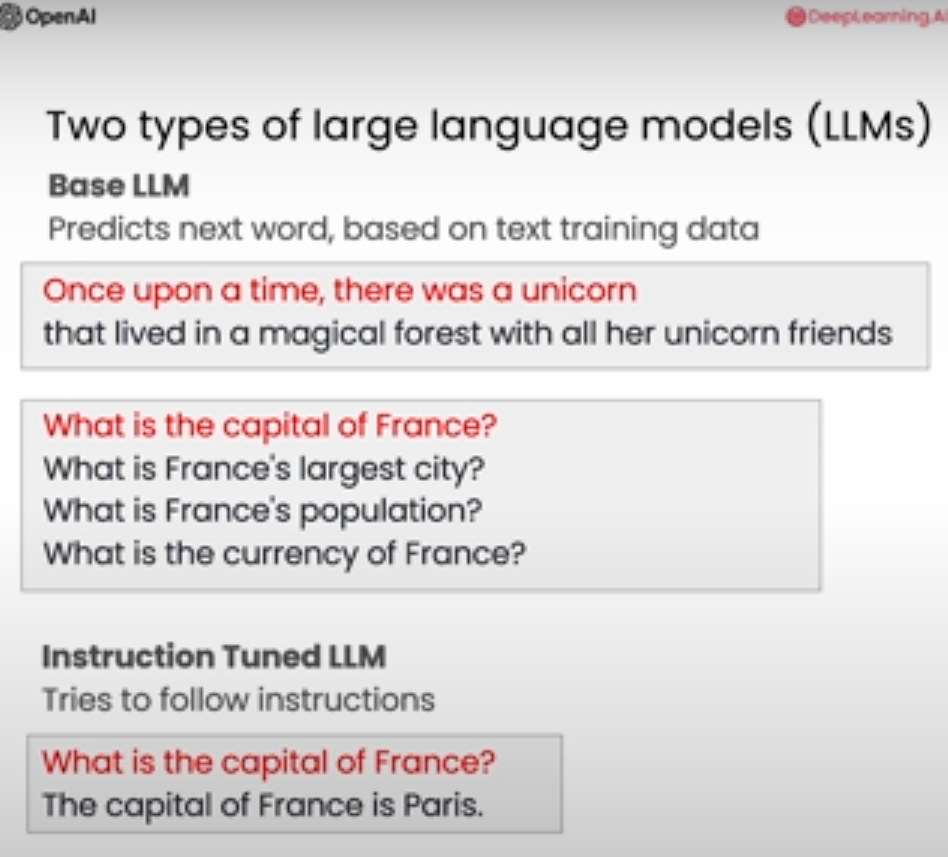 OpenAI
DeepLearning.AI
Two types of large language models (LLMs)
Base LLM
Predicts next word, based on text training data
Once upon a time, there was a unicorn
that lived in a magical forest with all her unicorn friends
What is the capital of France?
What is France's largest city?
What is France's population?
What is the currency of France?
Instruction Tuned LLM
Tries to follow instructions
What is the capital of France?
The capital of France is Paris.